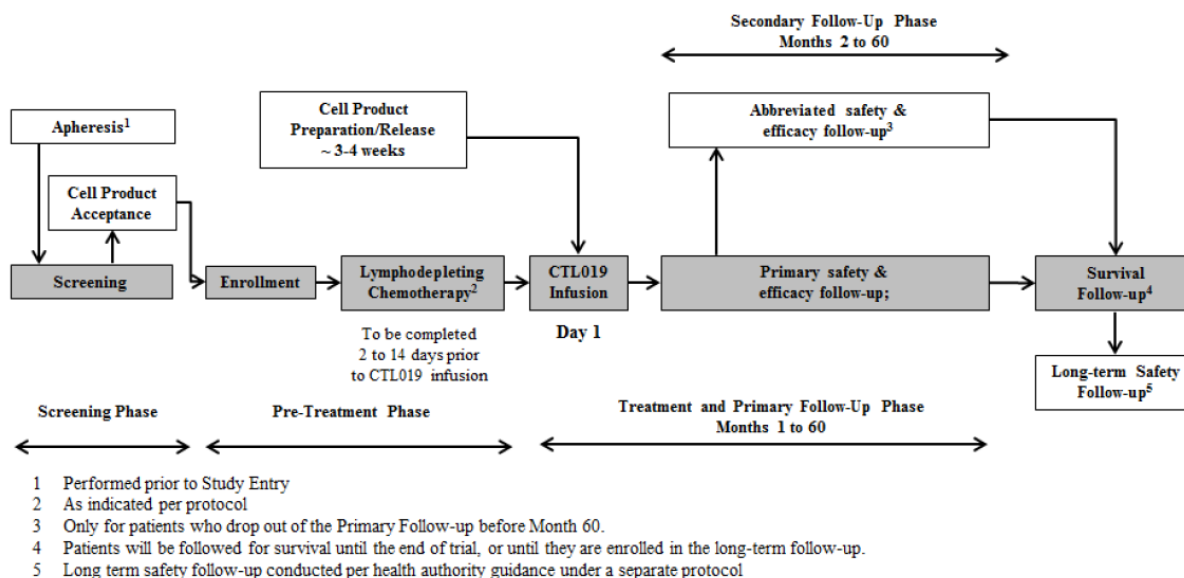 Secondary Follow-Up Phase
Months 2 to 60
Apheresis1
Cell Product
Preparation/Release
~ 3-4 weeks
Abbreviated safety &
efficacy follow-up3
Cell Product
Acceptance
Screening
Enrollment
Lymphodepleting
Chemotherapy2
CTL019
Infusion
Primary safety &
efficacy follow-up;
Survival
Follow-up4
To be completed
2 to 14 days prior
to CTL019 infusion
Day 1
Long-term Safety
Follow-up5
Screening Phase
Pre-Treatment Phase
Treatment and Primary Follow-Up Phase
Months 1 to 60
1 Performed prior to Study Entry
2 As indicated per protocol
3 Only for patients who drop out of the Primary Follow-up before Month 60.
4 Patients will be followed for survival until the end of trial, or until they are enrolled in the long-term follow-up.
5 Long term safety follow-up conducted per health authority guidance under a separate protocol